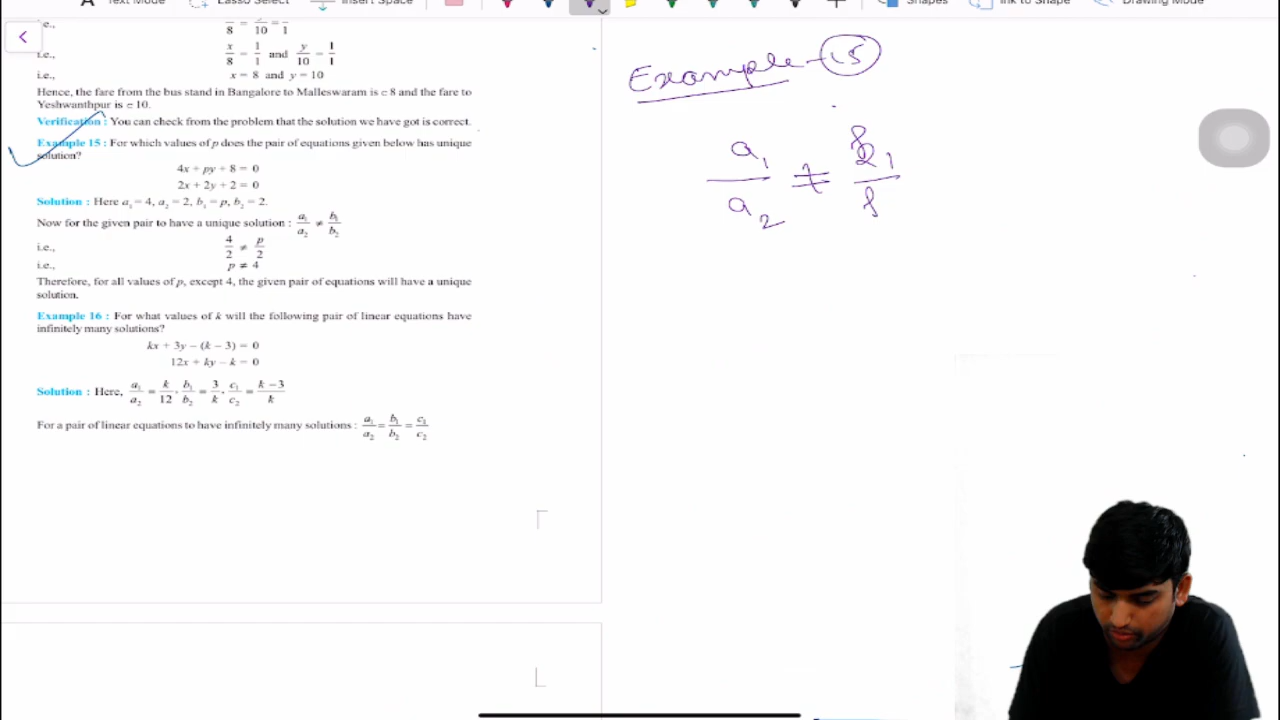 Text Mode Lasso Select Insert Space Shapes Ink to Shape Drawing Mode
i.e., 8 = 10 = 1
i.e., x/8 = 1/1 and y/10 = 1/1
i.e., x = 8 and y = 10
Hence, the fare from the bus stand in Bangalore to Malleswaram is ₹ 8 and the fare to
Yeshwanthpur is ₹ 10.
Verification : You can check from the problem that the solution we have got is correct.
Example 15 : For which values of p does the pair of equations given below has unique
solution?
4x + py + 8 = 0
2x + 2y + 2 = 0
Solution : Here a₁ = 4, a₂ = 2, b₁ = p, b₂ = 2.
Now for the given pair to have a unique solution : a₁/a₂ ≠ b₁/b₂
i.e., 4/2 ≠ p/2
i.e., p ≠ 4
Therefore, for all values of p, except 4, the given pair of equations will have a unique
solution.
Example 16 : For what values of k will the following pair of linear equations have
infinitely many solutions?
kx + 3y – (k – 3) = 0
12x + ky – k = 0
Solution : Here, a₁/a₂ = k/12, b₁/b₂ = 3/k, c₁/c₂ = k – 3/k
For a pair of linear equations to have infinitely many solutions : a₁/a₂ = b₁/b₂ = c₁/c₂
Example - 15
a₁/a₂ ≠